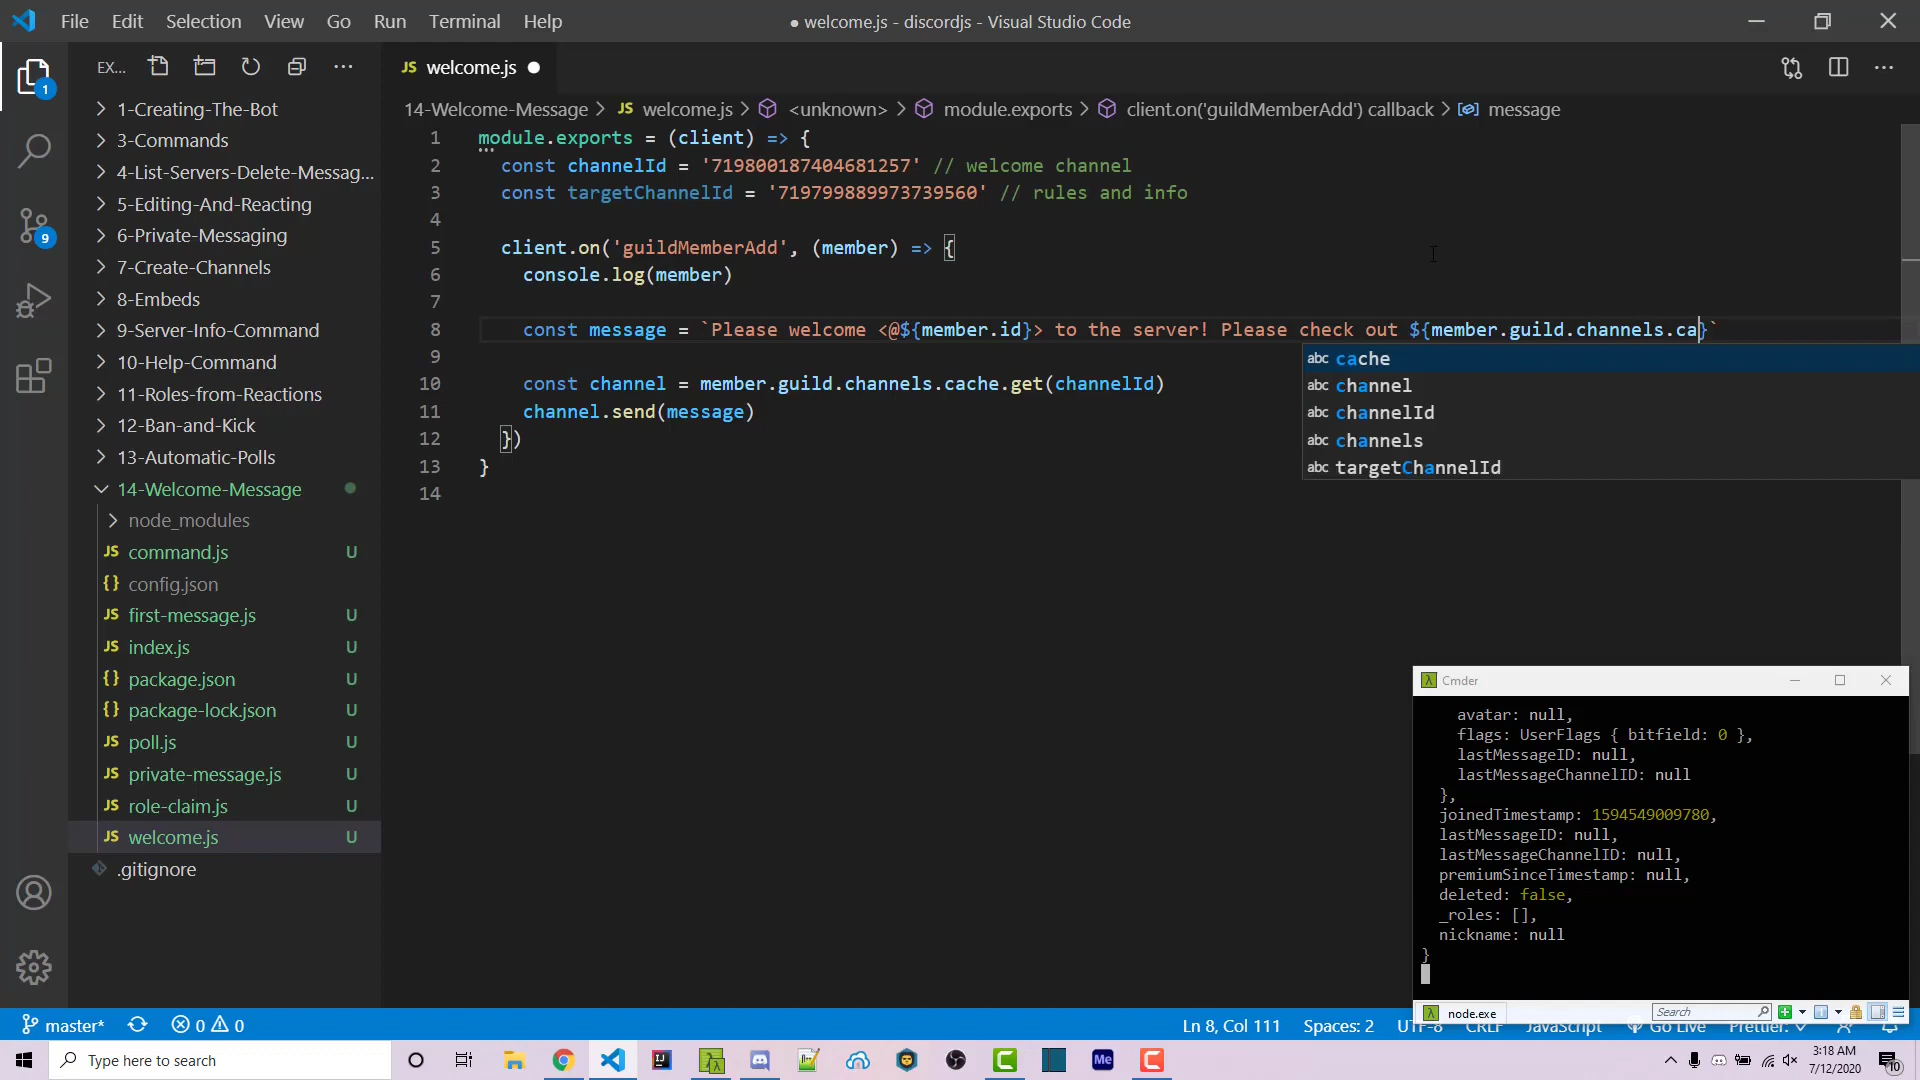 File Edit Selection View Go Run Terminal Help
● welcome.js - discordjs - Visual Studio Code
EX...
JS welcome.js ●
14-Welcome-Message > JS welcome.js > <unknown> > module.exports > client.on('guildMemberAdd') callback > message
1
9
1-Creating-The-Bot
3-Commands
4-List-Servers-Delete-Messag...
5-Editing-And-Reacting
6-Private-Messaging
7-Create-Channels
8-Embeds
9-Server-Info-Command
10-Help-Command
11-Roles-from-Reactions
12-Ban-and-Kick
13-Automatic-Polls
14-Welcome-Message
node_modules
JS command.js U
{} config.json
JS first-message.js U
JS index.js U
{} package.json U
{} package-lock.json U
JS poll.js U
JS private-message.js U
JS role-claim.js U
JS welcome.js U
.gitignore
1 module.exports = (client) => {
2 const channelId = '719800187404681257' // welcome channel
3 const targetChannelId = '719799889973739560' // rules and info
4
5 client.on('guildMemberAdd', (member) => {
6 console.log(member)
7
8 const message = `Please welcome <@${member.id}> to the server! Please check out ${member.guild.channels.ca}`
9
10 const channel = member.guild.channels.cache.get(channelId)
11 channel.send(message)
12 })
13 }
14
abc cache
abc channel
abc channelId
abc channels
abc targetChannelId
λ Cmder
avatar: null,
flags: UserFlags { bitfield: 0 },
lastMessageID: null,
lastMessageChannelID: null
},
joinedTimestamp: 1594549009780,
lastMessageID: null,
lastMessageChannelID: null,
premiumSinceTimestamp: null,
deleted: false,
_roles: [],
nickname: null
}
λ node.exe
Search
master* 0 0
Ln 8, Col 111 Spaces: 2 UTF-8 CRLF JavaScript Go Live Prettier: ✓
Type here to search
IJ
Me
3:18 AM
7/12/2020
10